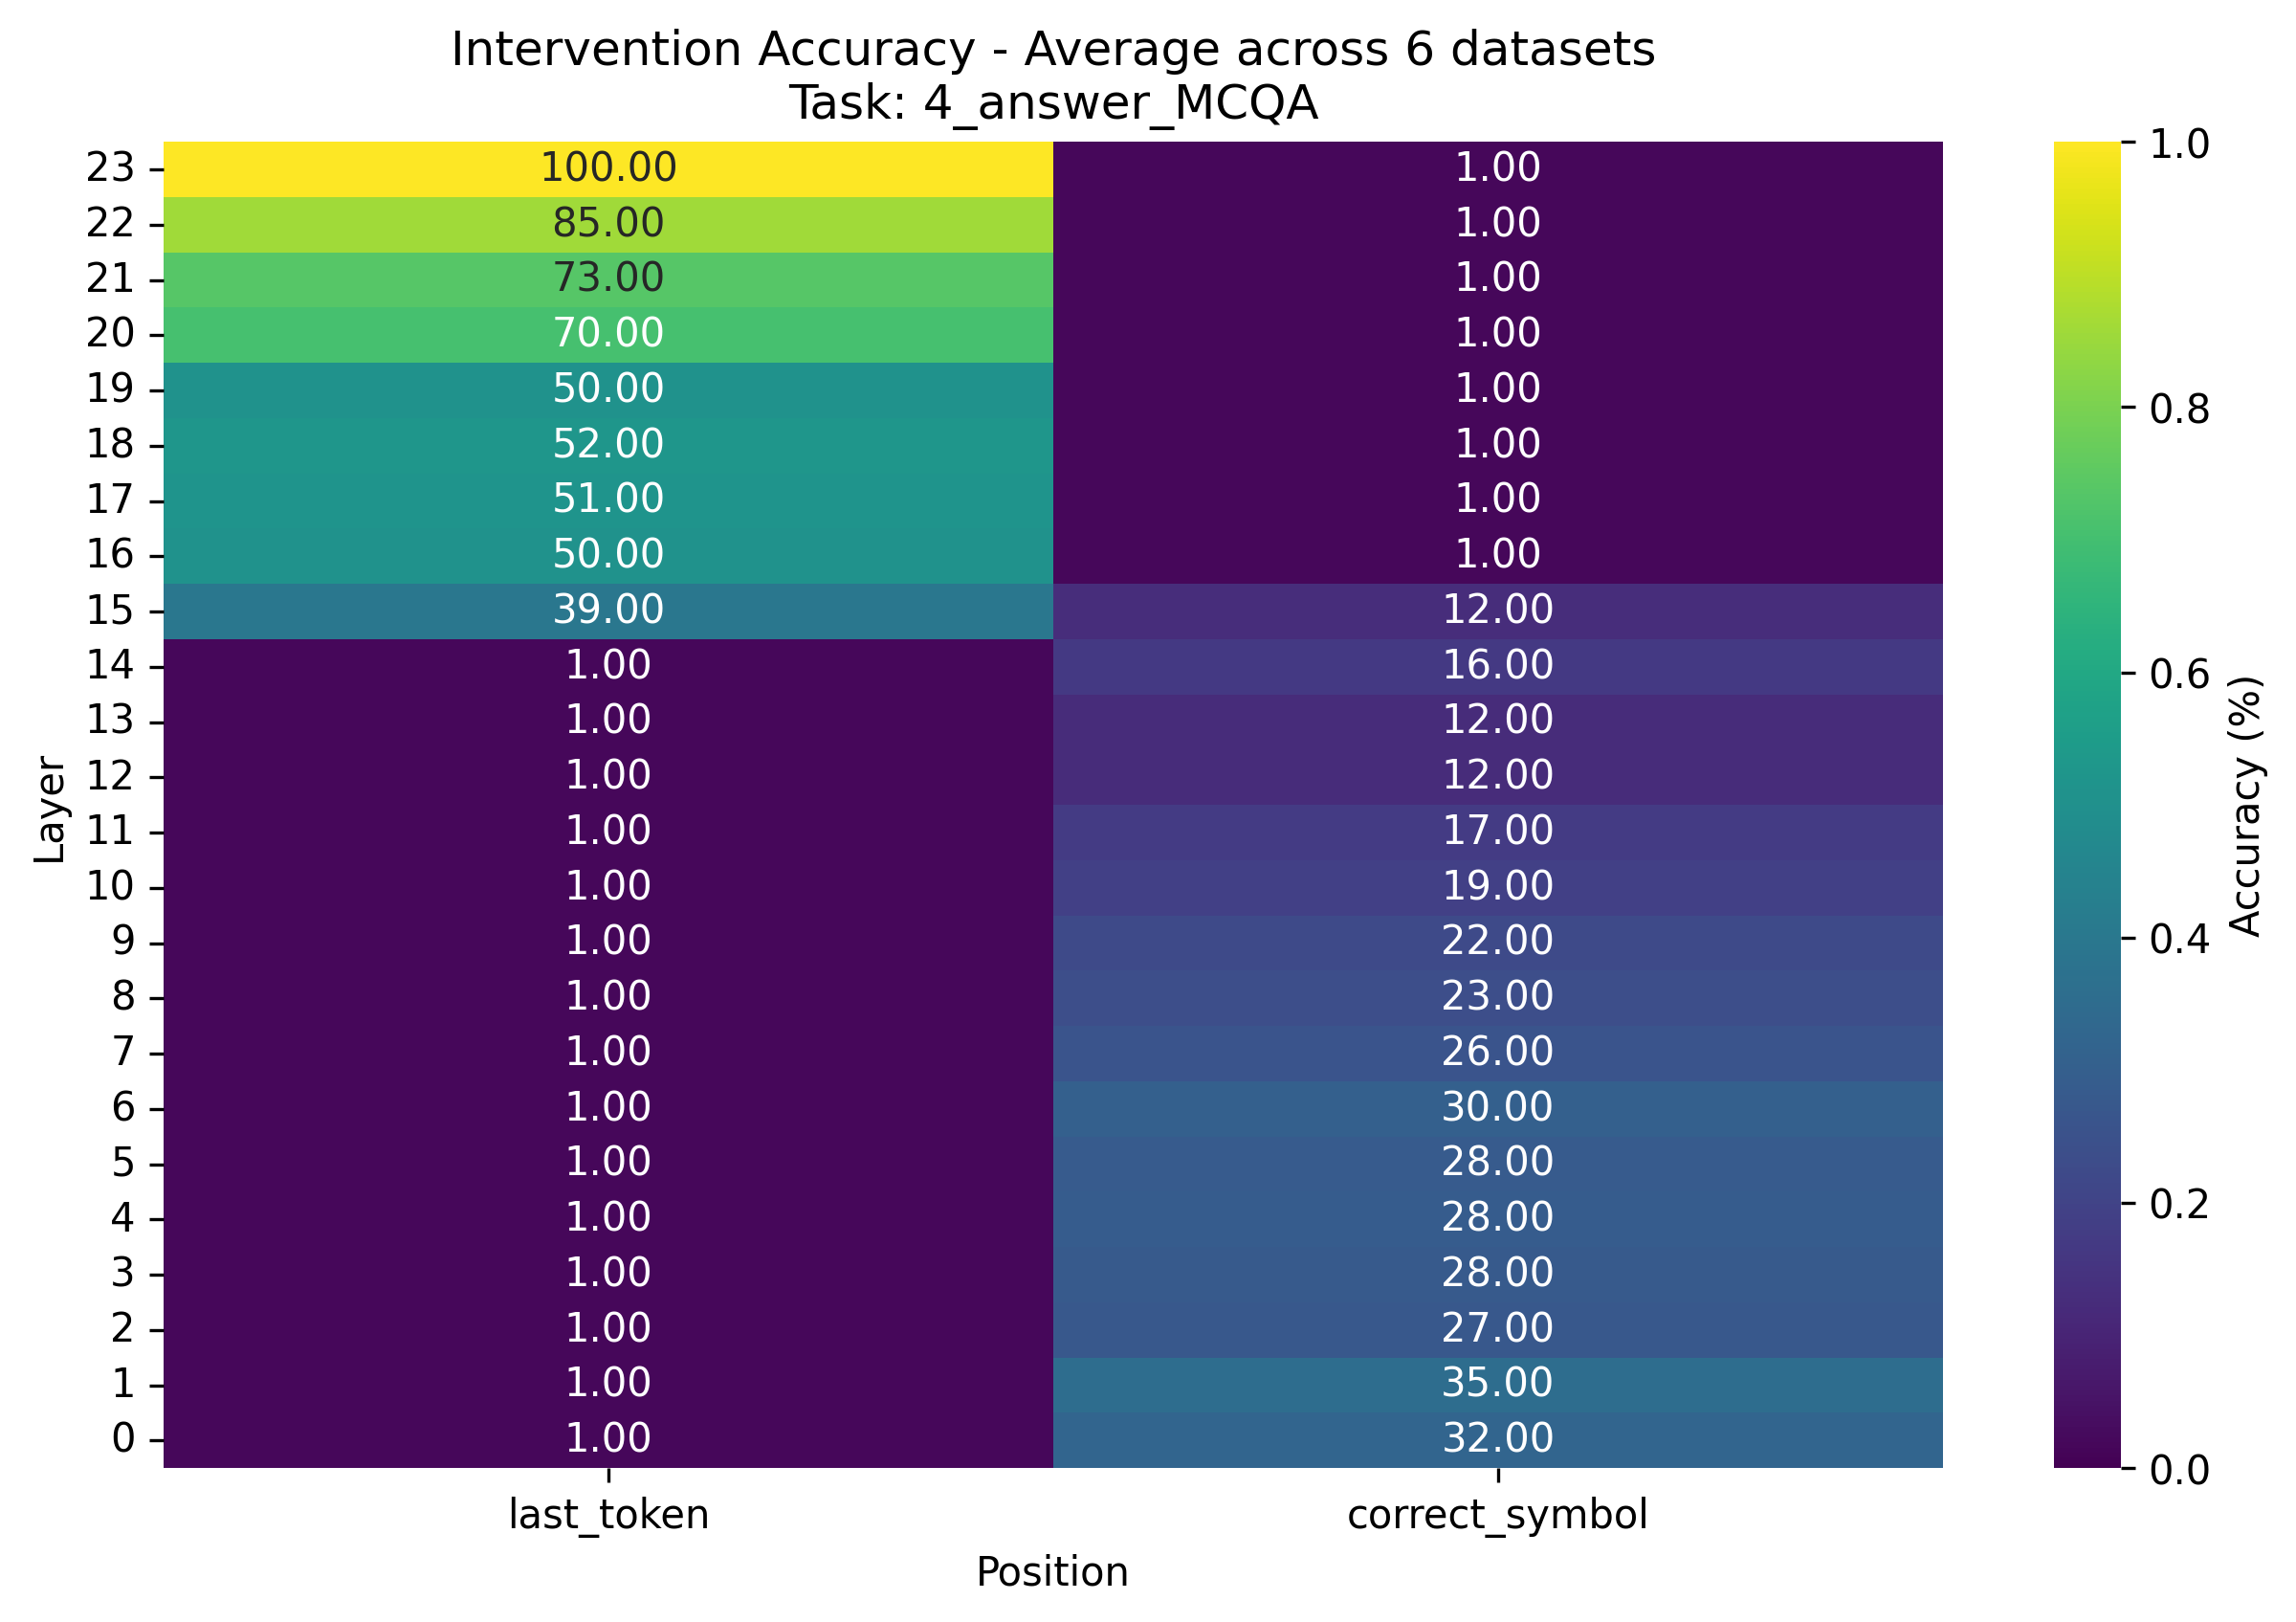 Intervention Accuracy - Average across 6 datasets
Task: 4_answer_MCQA
23 100.00 1.00
22 85.00 1.00
21 73.00 1.00
20 70.00 1.00
19 50.00 1.00
18 52.00 1.00
17 51.00 1.00
16 50.00 1.00
15 39.00 12.00
14 1.00 16.00
13 1.00 12.00
12 1.00 12.00
11 1.00 17.00
10 1.00 19.00
9 1.00 22.00
8 1.00 23.00
7 1.00 26.00
6 1.00 30.00
5 1.00 28.00
4 1.00 28.00
3 1.00 28.00
2 1.00 27.00
1 1.00 35.00
0 1.00 32.00
Layer
last_token correct_symbol
Position
1.0
0.8
0.6
0.4
0.2
0.0
Accuracy (%)